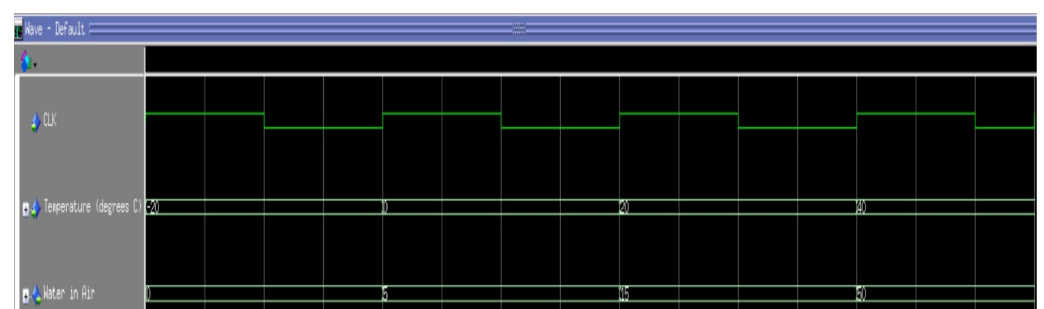 Wave - Default
CLK
Temperature (degrees C) -20 0 20 40
Water in Air 0 5 15 50